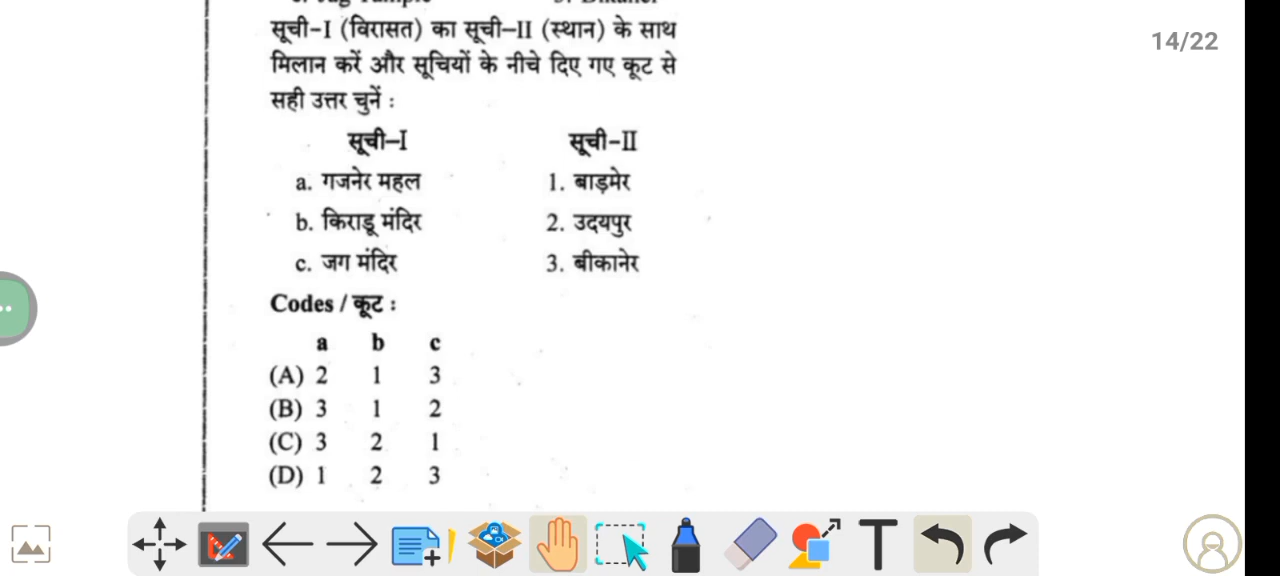 14/22
सूची-I (विरासत) का सूची-II (स्थान) के साथ
मिलान करें और सूचियों के नीचे दिए गए कूट से
सही उत्तर चुनें :
सूची-I सूची-II
a. गजनेर महल 1. बाड़मेर
b. किराडू मंदिर 2. उदयपुर
c. जग मंदिर 3. बीकानेर
Codes / कूट :
a b c
(A) 2 1 3
(B) 3 1 2
(C) 3 2 1
(D) 1 2 3
T